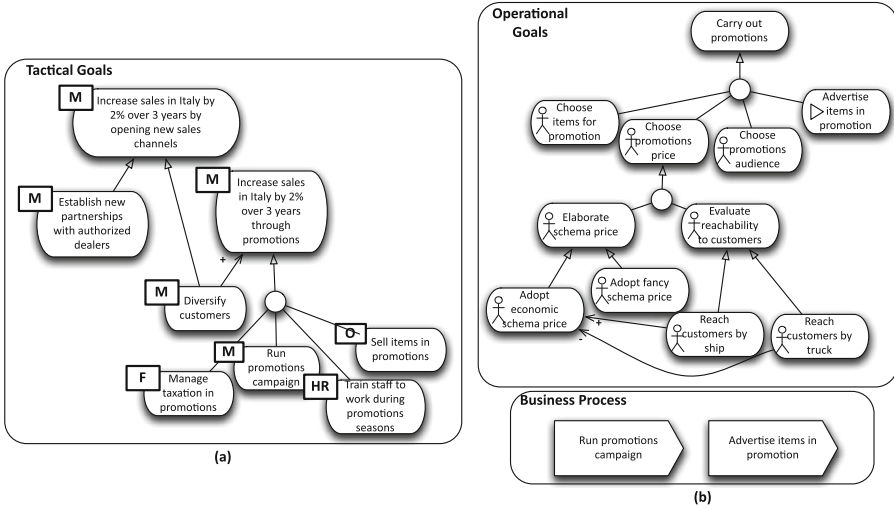 Tactical Goals
M
Increase sales in Italy by
2% over 3 years by
opening new sales
channels
M
Increase sales
in Italy by 2%
over 3 years
through
promotions
M
Establish new
partnerships
with authorized
dealers
+
M
Diversify
customers
O
Sell items in
promotions
M
Run
promotions
campaign
F
Manage
taxation in
promotions
HR
Train staff to
work during
promotions
seasons
(a)
Operational
Goals
Carry out
promotions
Choose
items for
promotion
Choose
promotions
price
Choose
promotions
audience
Advertise
items in
promotion
Elaborate
schema price
Evaluate
reachability
to customers
Adopt
economic
schema price
Adopt fancy
schema price
+
-
Reach
customers by
ship
Reach
customers by
truck
Business Process
Run promotions
campaign
Advertise items in
promotion
(b)